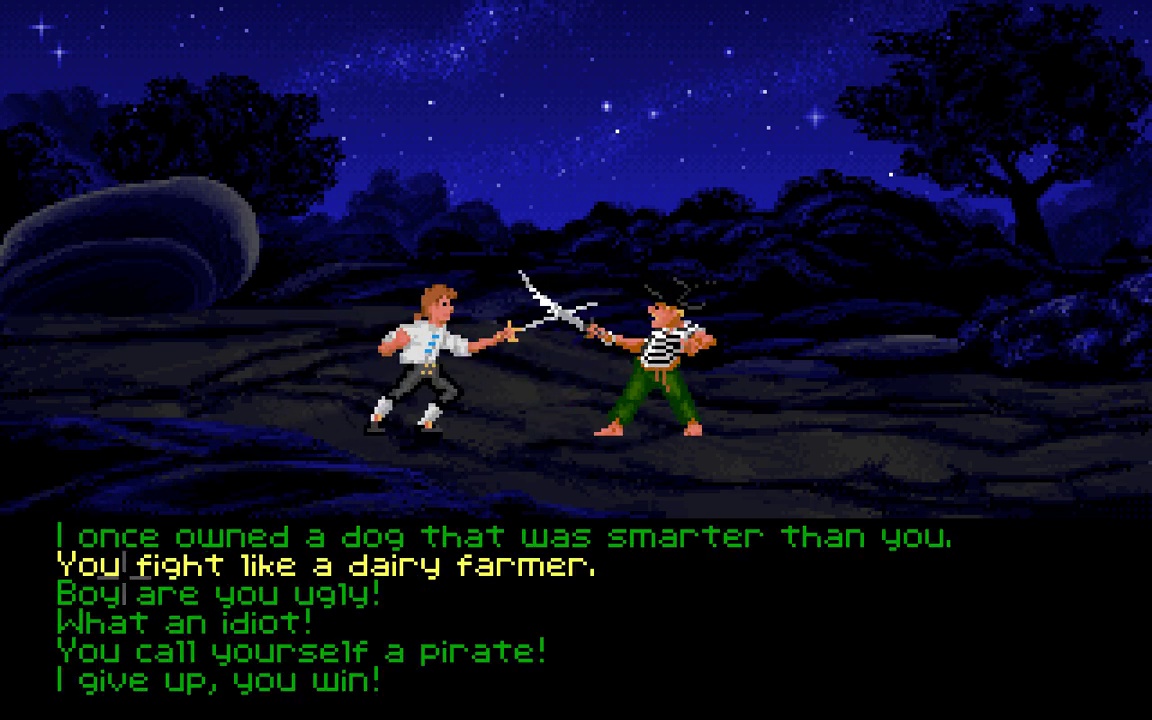 I once owned a dog that was smarter than you.
You fight like a dairy farmer.
Boy are you ugly!
What an idiot!
You call yourself a pirate!
I give up, you win!